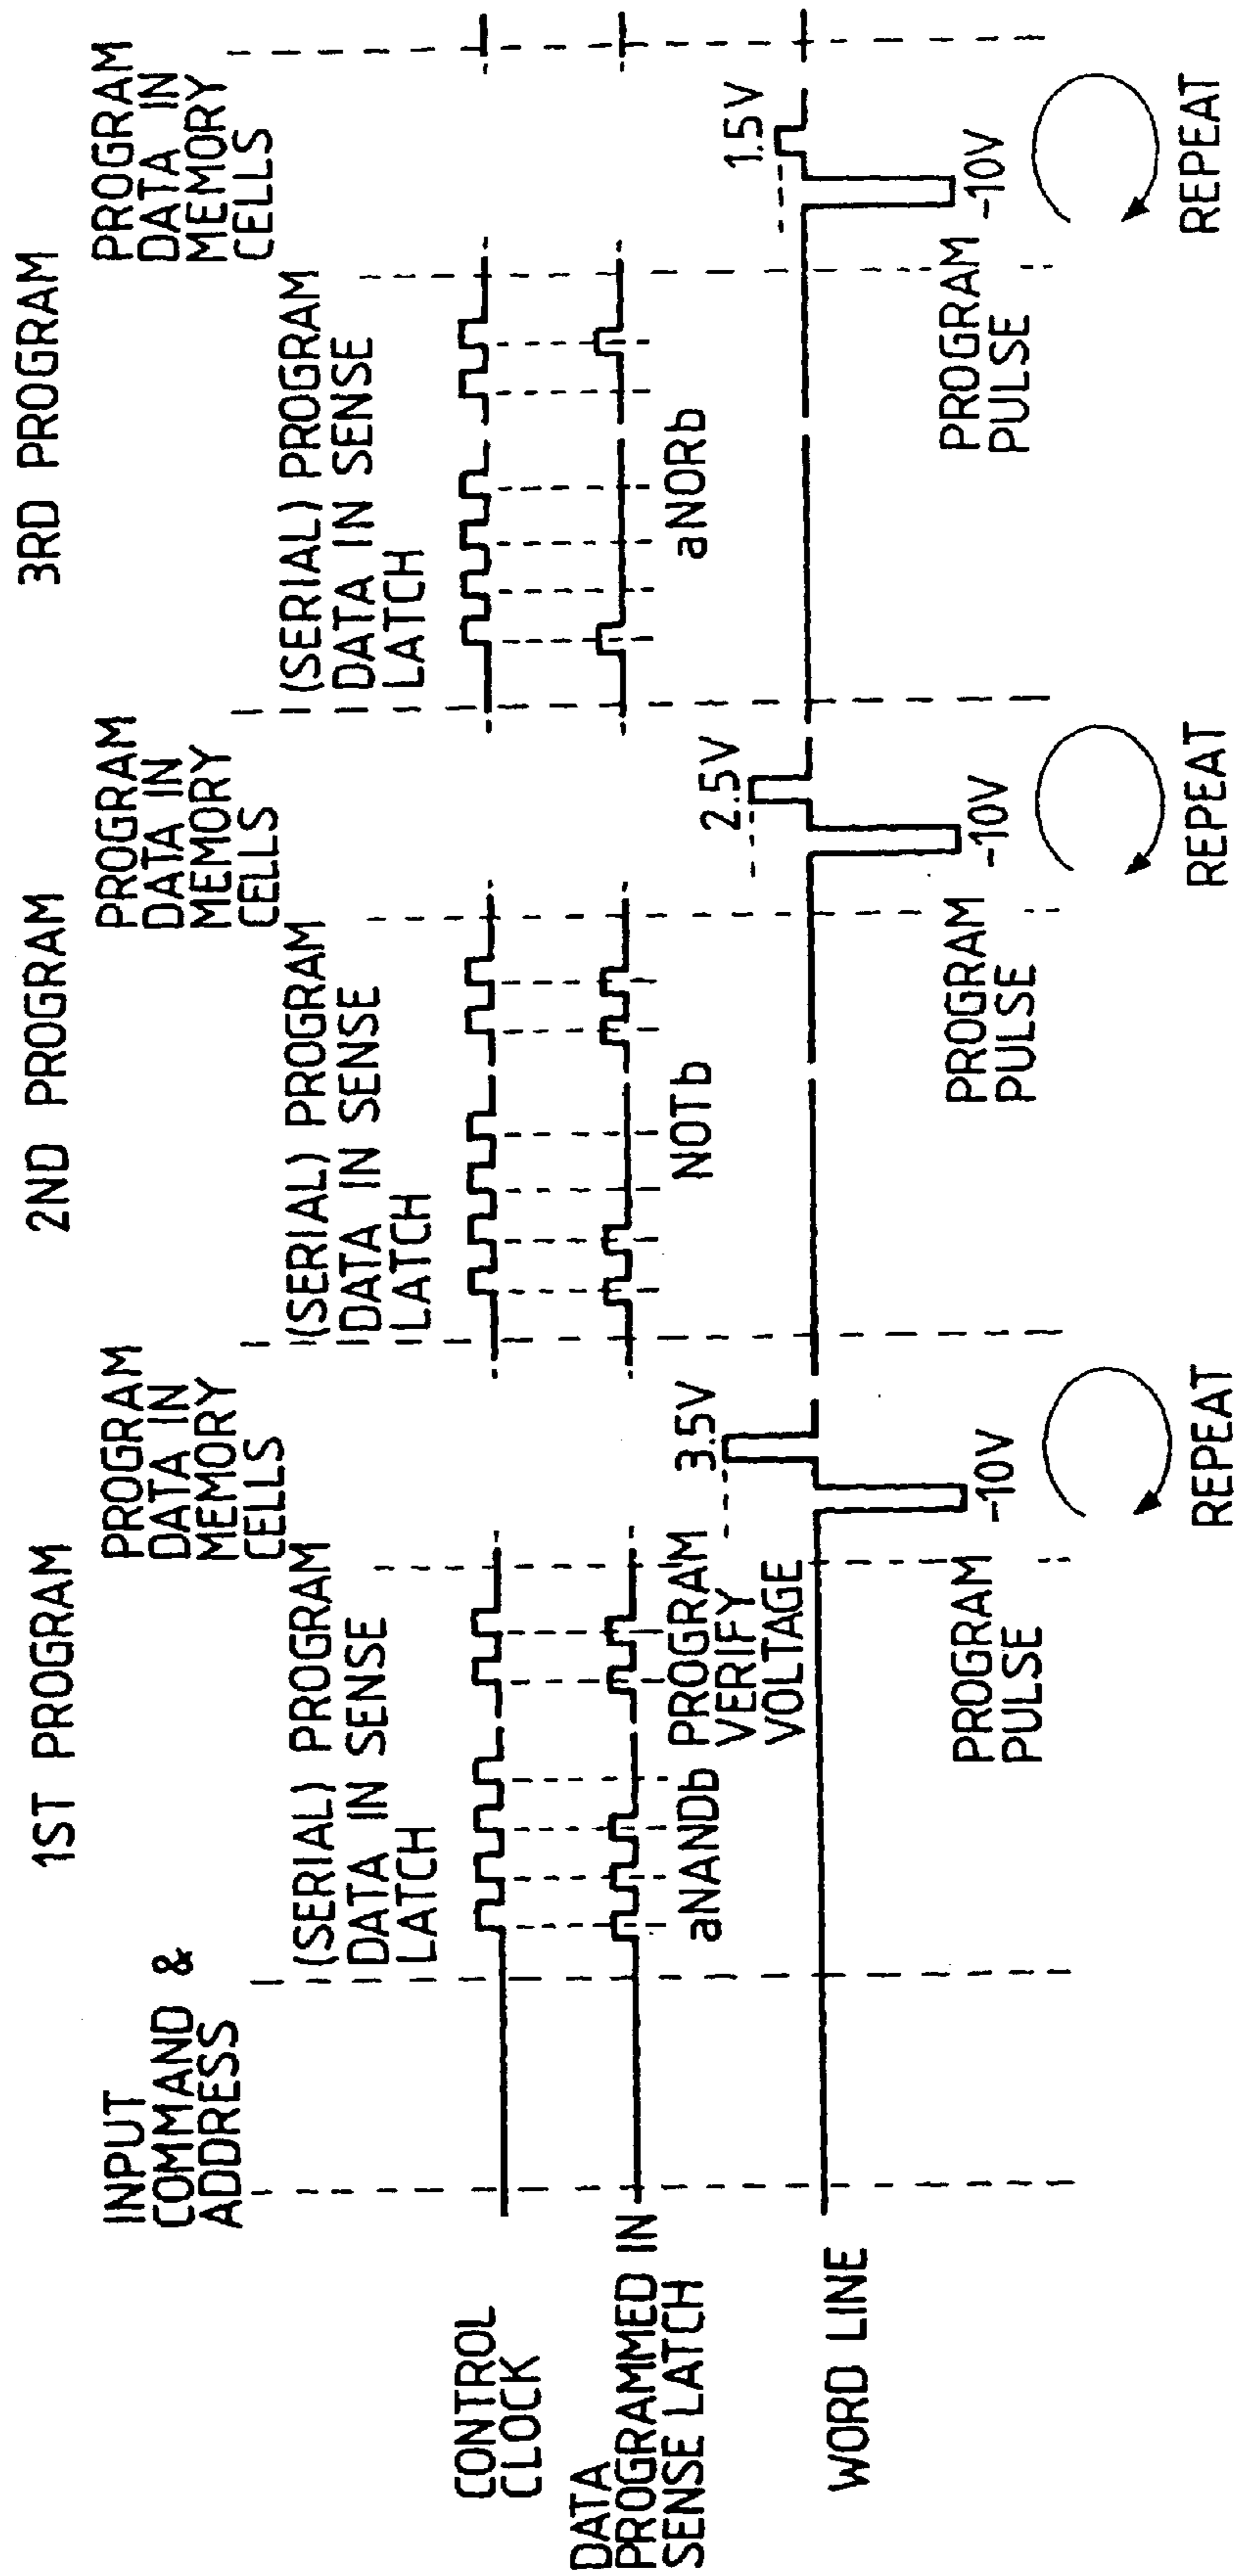 1ST PROGRAM
2ND PROGRAM
3RD PROGRAM
INPUT
COMMAND &
ADDRESS
PROGRAM
DATA IN
MEMORY
CELLS
PROGRAM
DATA IN
MEMORY
CELLS
PROGRAM
DATA IN
MEMORY
CELLS
(SERIAL) PROGRAM
DATA IN SENSE
LATCH
(SERIAL) PROGRAM
DATA IN SENSE
LATCH
(SERIAL) PROGRAM
DATA IN SENSE
LATCH
CONTROL
CLOCK
DATA
PROGRAMMED IN
SENSE LATCH
aNANDb
NOTb
aNORb
PROGRAM
VERIFY
VOLTAGE
3.5V
2.5V
1.5V
WORD LINE
PROGRAM
PULSE
-10V
PROGRAM
PULSE
-10V
PROGRAM
PULSE
-10V
REPEAT
REPEAT
REPEAT